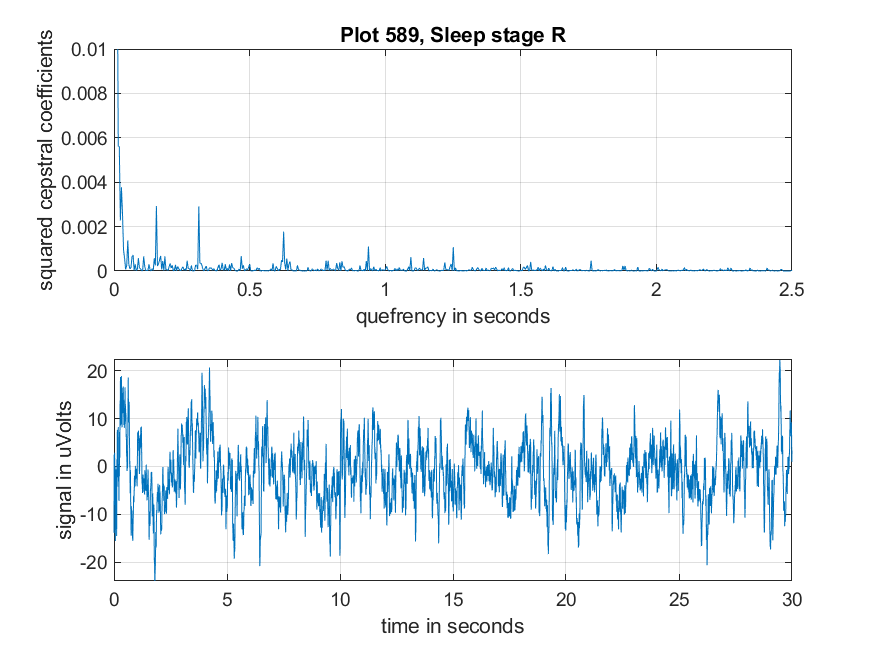 Plot 589, Sleep stage R
squared cepstral coefficients
0.01
0.008
0.006
0.004
0.002
0
0 0.5 1 1.5 2 2.5
quefrency in seconds
signal in uVolts
20
10
0
-10
-20
0 5 10 15 20 25 30
time in seconds